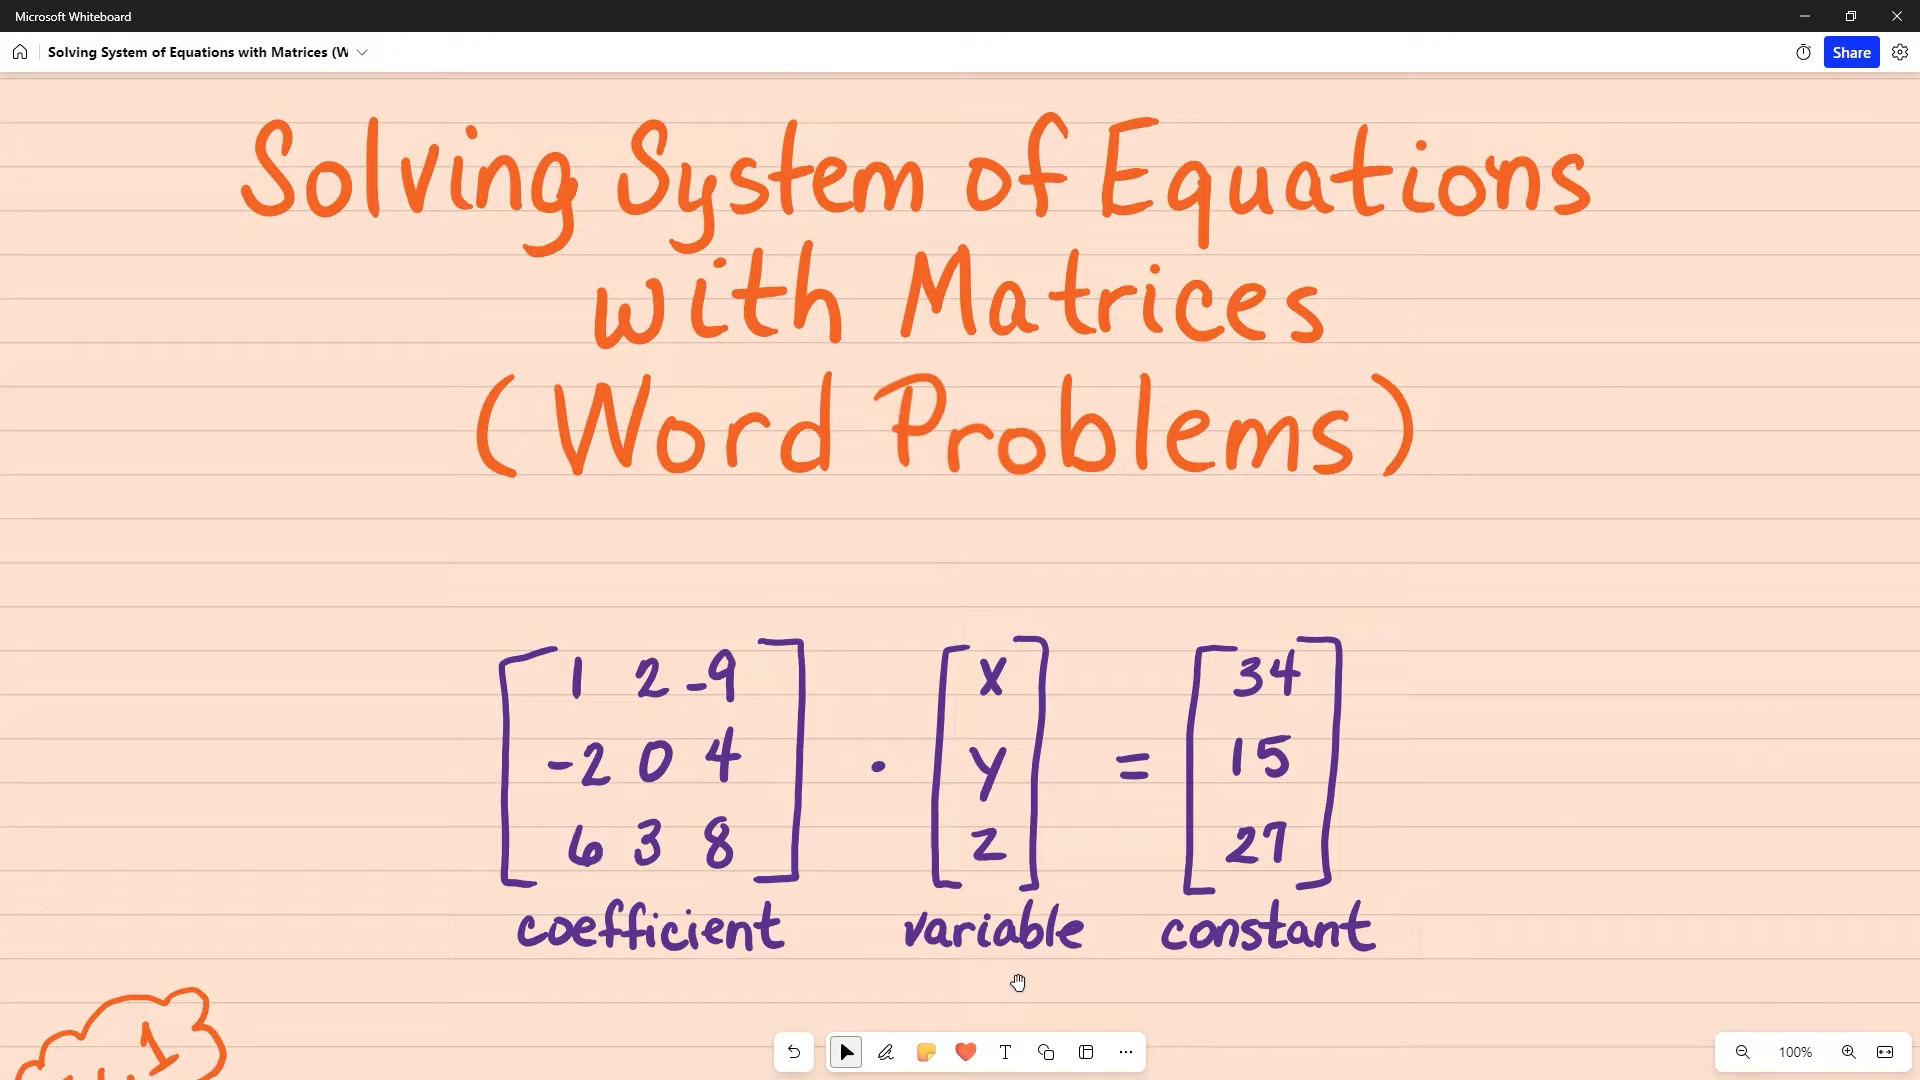 Microsoft Whiteboard
Solving System of Equations with Matrices (W
Share
Solving System of Equations
with Matrices
(Word Problems)
1 2 -9
-2 0 4
6 3 8
·
x
y
z
=
34
15
27
coefficient
variable
constant
1
T
100%